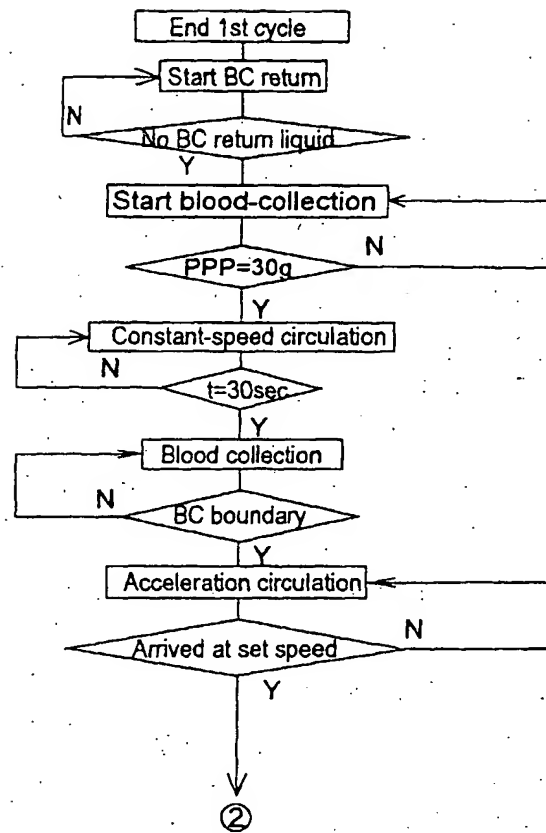 End 1st cycle
Start BC return
N
No BC return liquid
Y
Start blood-collection
N
PPP=30g
Y
Constant-speed circulation
N
t=30sec
Y
Blood collection
N
BC boundary
Y
Acceleration circulation
N
Arrived at set speed
Y
②